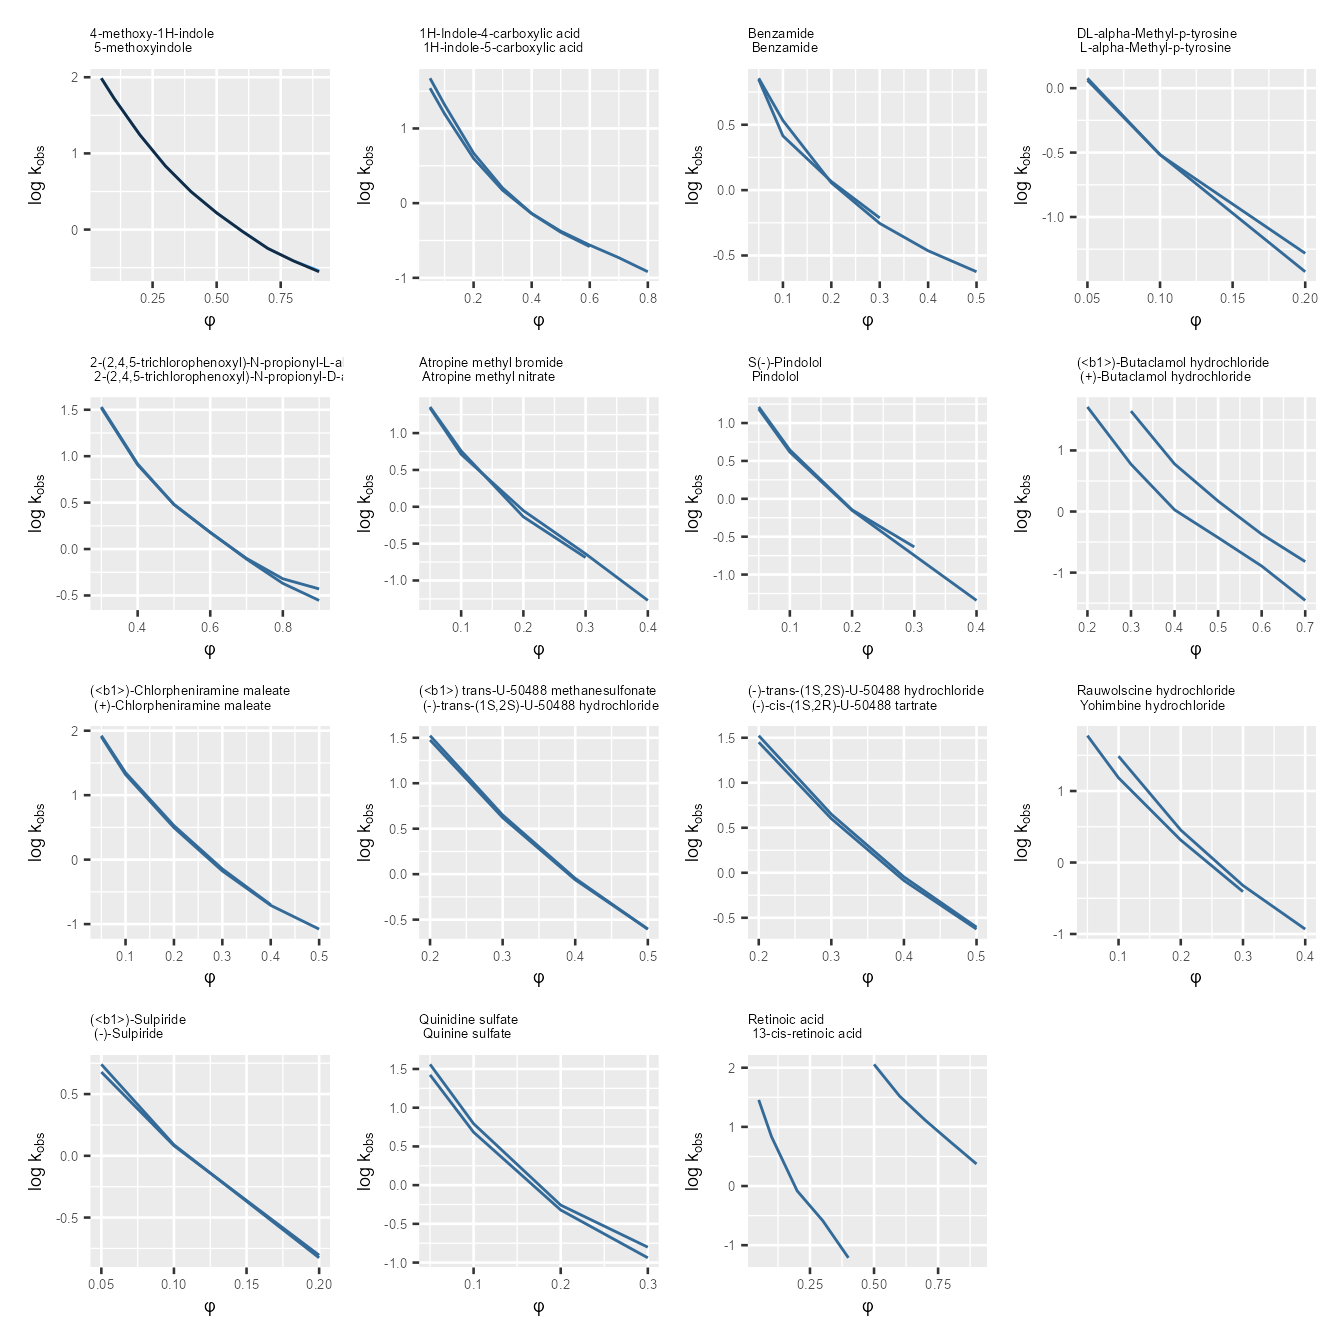 4-methoxy-1H-indole
5-methoxyindole
log kobs
2
1
0
0.25 0.50 0.75
φ
1H-Indole-4-carboxylic acid
1H-indole-5-carboxylic acid
log kobs
1
0
-1
0.2 0.4 0.6 0.8
φ
Benzamide
Benzamide
log kobs
0.5
0.0
-0.5
0.1 0.2 0.3 0.4 0.5
φ
DL-alpha-Methyl-p-tyrosine
L-alpha-Methyl-p-tyrosine
log kobs
0.0
-0.5
-1.0
0.05 0.10 0.15 0.20
φ
2-(2,4,5-trichlorophenoxyl)-N-propionyl-L-a
2-(2,4,5-trichlorophenoxyl)-N-propionyl-D-
log kobs
1.5
1.0
0.5
0.0
-0.5
0.4 0.6 0.8
φ
Atropine methyl bromide
Atropine methyl nitrate
log kobs
1.0
0.5
0.0
-0.5
-1.0
0.1 0.2 0.3 0.4
φ
S(-)-Pindolol
Pindolol
log kobs
1.0
0.5
0.0
-0.5
-1.0
0.1 0.2 0.3 0.4
φ
(<b1>)-Butaclamol hydrochloride
(+)-Butaclamol hydrochloride
log kobs
1
0
-1
0.2 0.3 0.4 0.5 0.6 0.7
φ
(<b1>)-Chlorpheniramine maleate
(+)-Chlorpheniramine maleate
log kobs
2
1
0
-1
0.1 0.2 0.3 0.4 0.5
φ
(<b1>) trans-U-50488 methanesulfonate
(-)-trans-(1S,2S)-U-50488 hydrochloride
log kobs
1.5
1.0
0.5
0.0
-0.5
0.2 0.3 0.4 0.5
φ
(-)-trans-(1S,2S)-U-50488 hydrochloride
(-)-cis-(1S,2R)-U-50488 tartrate
log kobs
1.5
1.0
0.5
0.0
-0.5
0.2 0.3 0.4 0.5
φ
Rauwolscine hydrochloride
Yohimbine hydrochloride
log kobs
1
0
-1
0.1 0.2 0.3 0.4
φ
(<b1>)-Sulpiride
(-)-Sulpiride
log kobs
0.5
0.0
-0.5
0.05 0.10 0.15 0.20
φ
Quinidine sulfate
Quinine sulfate
log kobs
1.5
1.0
0.5
0.0
-0.5
-1.0
0.1 0.2 0.3
φ
Retinoic acid
13-cis-retinoic acid
log kobs
2
1
0
-1
0.25 0.50 0.75
φ